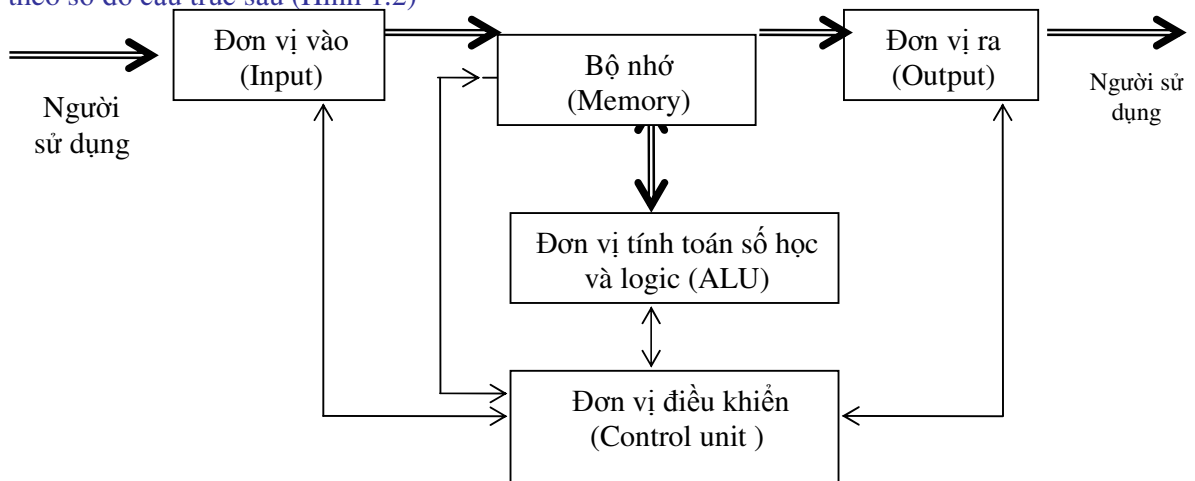 theo sơ đồ cấu trúc sau (Hình 1.2)
Đơn vị vào
(Input)
Bộ nhớ
(Memory)
Đơn vị ra
(Output)
Người
sử dụng
Người sử
dụng
Đơn vị tính toán số học
và logic (ALU)
Đơn vị điều khiển
(Control unit )